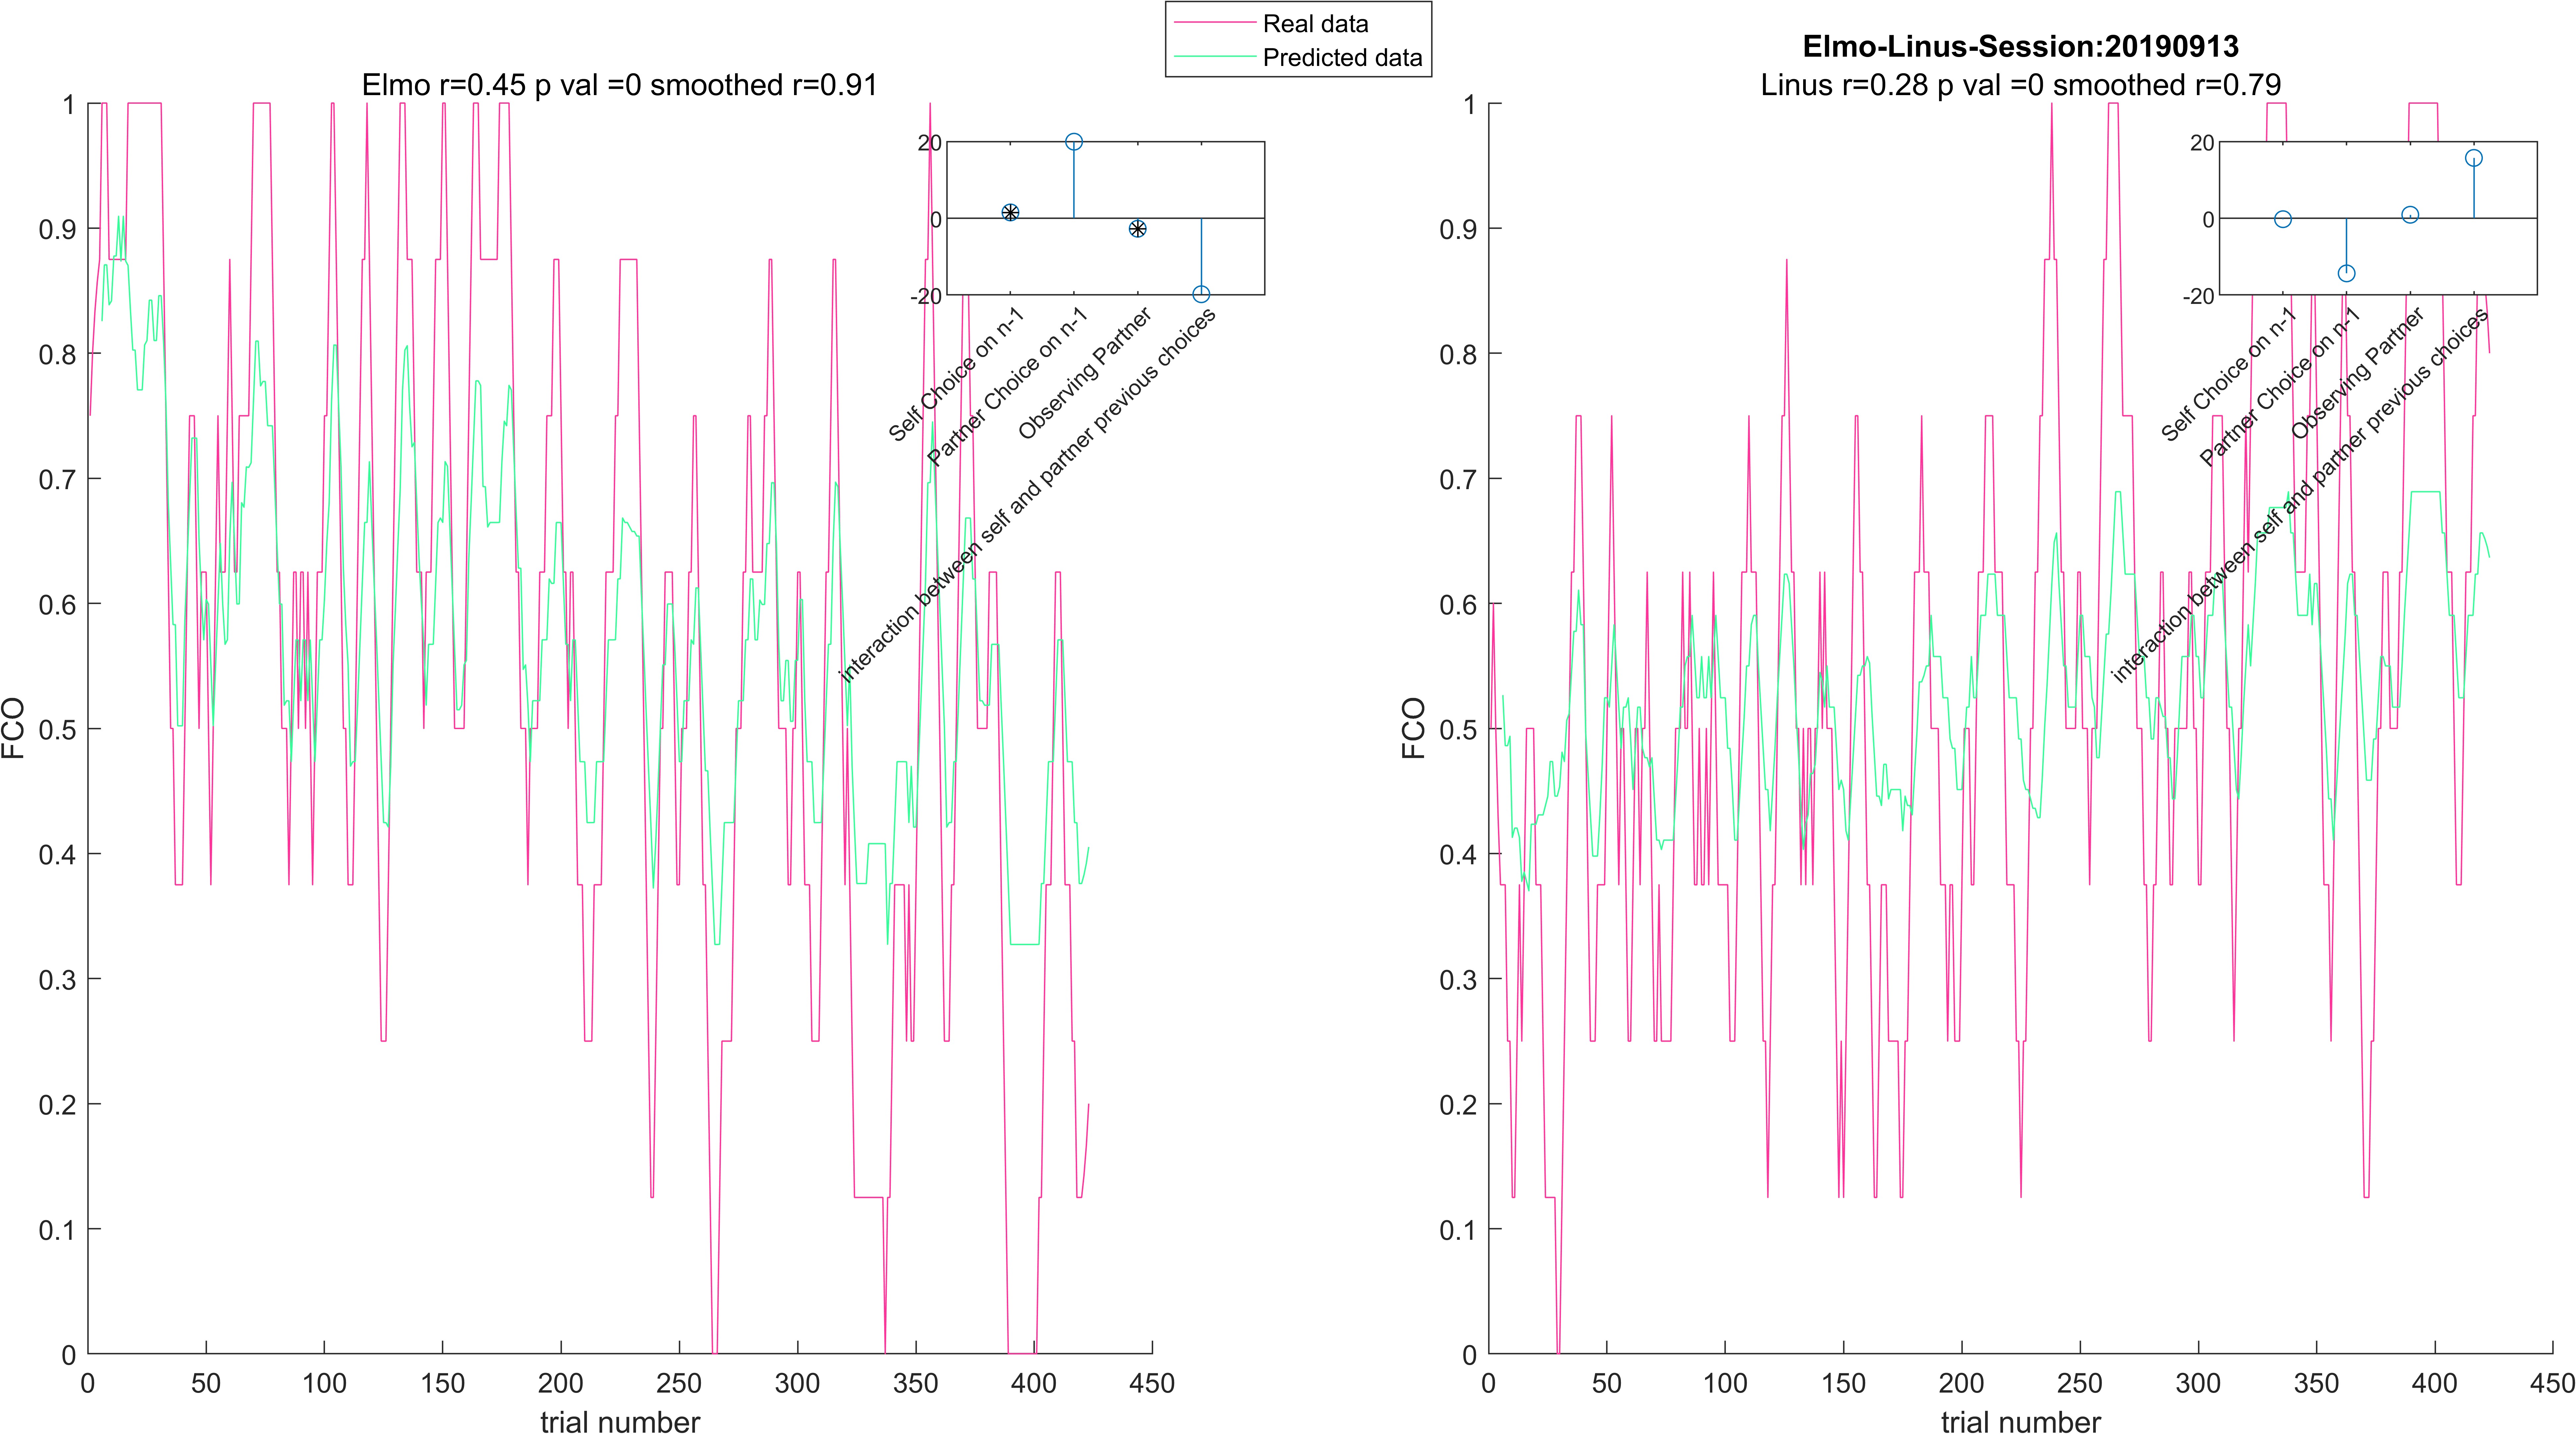 Real data
Predicted data
Elmo r=0.45 p val =0 smoothed r=0.91
1
0.9
0.8
0.7
0.6
0.5
0.4
0.3
0.2
0.1
0
FCO
0
50
100
150
200
250
300
350
400
450
trial number
20
0
-20
Self Choice on n-1
Partner Choice on n-1
Observing Partner
interaction between self and partner previous choices
Elmo-Linus-Session:20190913
Linus r=0.28 p val =0 smoothed r=0.79
1
0.9
0.8
0.7
0.6
0.5
0.4
0.3
0.2
0.1
0
FCO
0
50
100
150
200
250
300
350
400
450
trial number
20
0
-20
Self Choice on n-1
Partner Choice on n-1
Observing Partner
interaction between self and partner previous choices